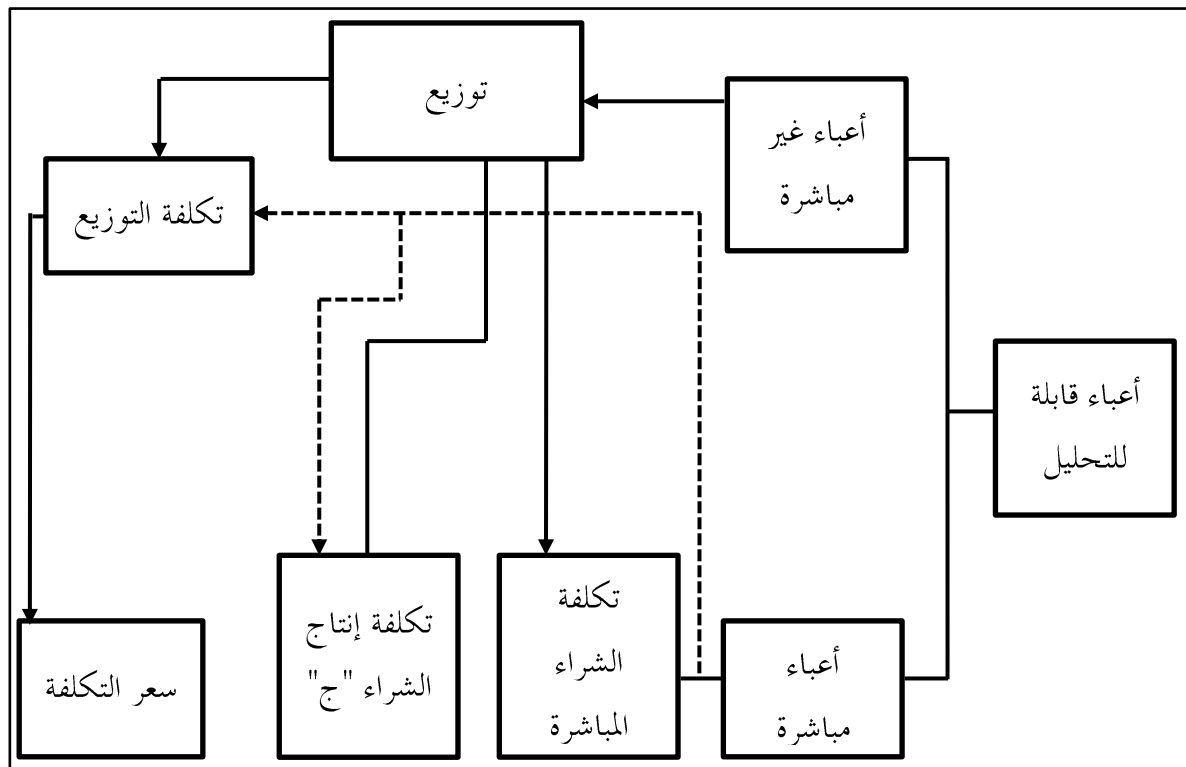 توزيع
أعباء غير
مباشرة
تكلفة التوزيع
أعباء قابلة
للتحليل
تكلفة
الشراء
المباشرة
تكلفة إنتاج
الشراء "ج"
أعباء
مباشرة
سعر التكلفة